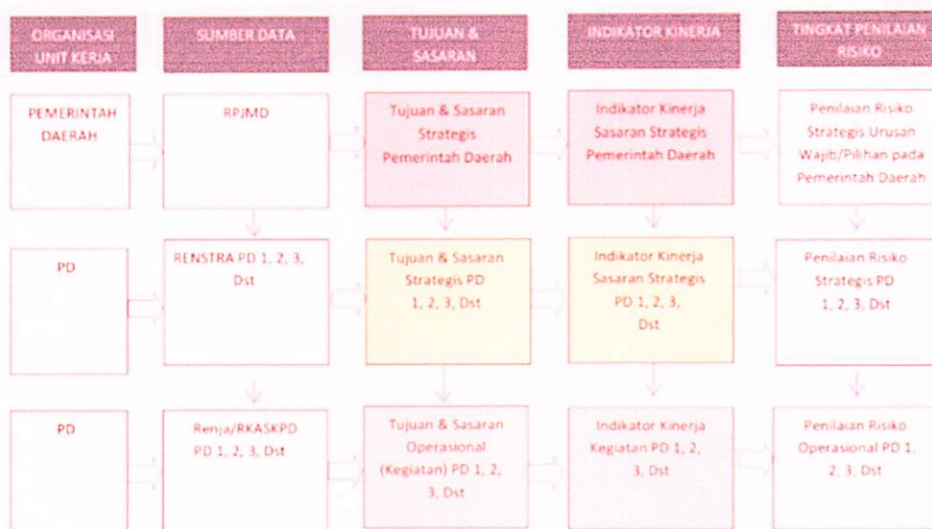 ORGANISASI
UNIT KERJA
SUMBER DATA
TUJUAN &
SASARAN
INDIKATOR KINERJA
TINGKAT PENILAIAN
RISIKO
PEMERINTAH
DAERAH
RPJMD
Tujuan & Sasaran
Strategis
Pemerintah Daerah
Indikator Kinerja
Sasaran Strategis
Pemerintah Daerah
Penilaian Risiko
Strategis Urusan
Wajib/Pilihan pada
Pemerintah Daerah
PD
RENSTRA PD 1, 2, 3,
Dst
Tujuan & Sasaran
Strategis PD
1, 2, 3, Dst
Indikator Kinerja
Sasaran Strategis
PD 1, 2, 3,
Dst
Penilaian Risiko
Strategis PD
1, 2, 3, Dst
PD
Renja/RKASKPD
PD 1, 2, 3, Dst
Tujuan & Sasaran
Operasional
(Kegiatan) PD 1, 2,
3, Dst
Indikator Kinerja
Kegiatan PD 1, 2,
3, Dst
Penilaian Risiko
Operasional PD 1,
2, 3, Dst